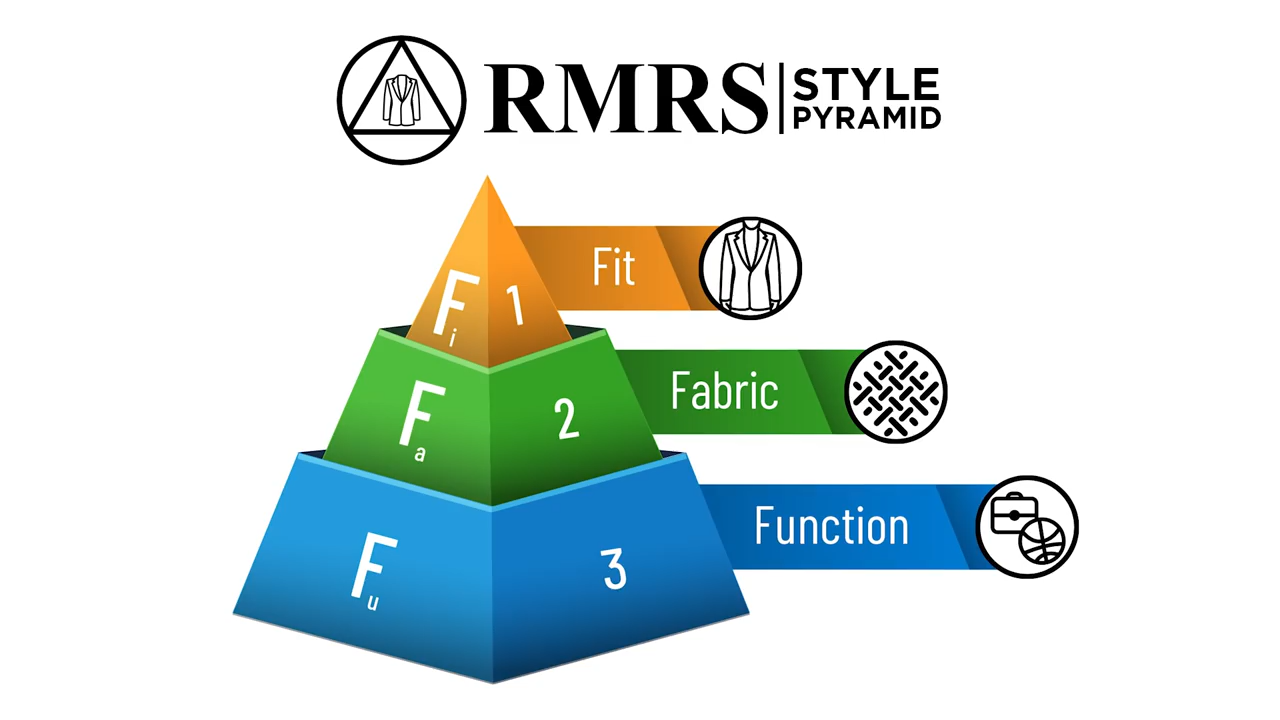 RMRS
STYLE
PYRAMID
Fi
1
Fit
Fa
2
Fabric
Fu
3
Function